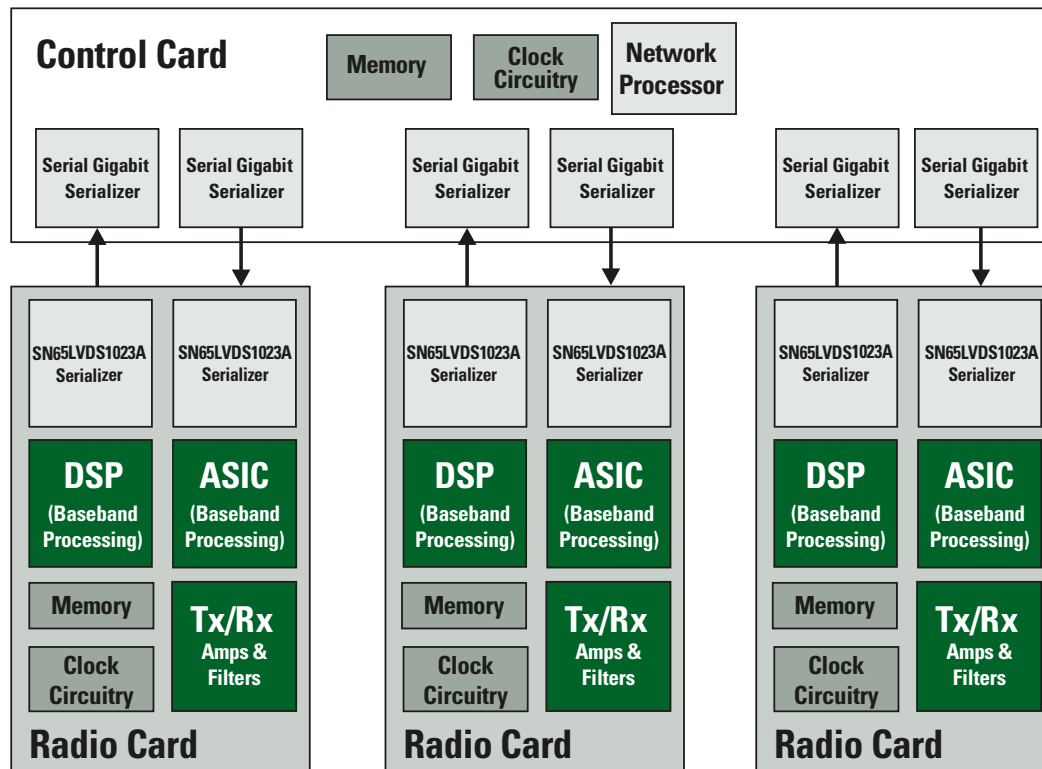 Control Card
Memory
Clock
Circuitry
Network
Processor
Serial Gigabit
Serializer
Serial Gigabit
Serializer
Serial Gigabit
Serializer
Serial Gigabit
Serializer
Serial Gigabit
Serializer
Serial Gigabit
Serializer
SN65LVDS1023A
Serializer
SN65LVDS1023A
Serializer
DSP
(Baseband
Processing)
ASIC
(Baseband
Processing)
Memory
Clock
Circuitry
Tx/Rx
Amps &
Filters
Radio Card
SN65LVDS1023A
Serializer
SN65LVDS1023A
Serializer
DSP
(Baseband
Processing)
ASIC
(Baseband
Processing)
Memory
Clock
Circuitry
Tx/Rx
Amps &
Filters
Radio Card
SN65LVDS1023A
Serializer
SN65LVDS1023A
Serializer
DSP
(Baseband
Processing)
ASIC
(Baseband
Processing)
Memory
Clock
Circuitry
Tx/Rx
Amps &
Filters
Radio Card